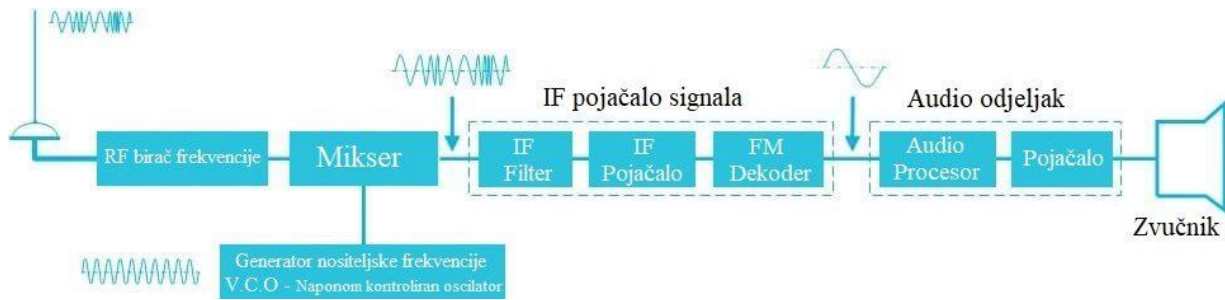 IF pojačalo signala
Audio odjeljak
RF birač frekvencije
Mikser
IF
Filter
IF
Pojačalo
FM
Dekoder
Audio
Procesor
Pojačalo
Zvučnik
Generator nositeljske frekvencije
V.C.O - Naponom kontroliran oscilator